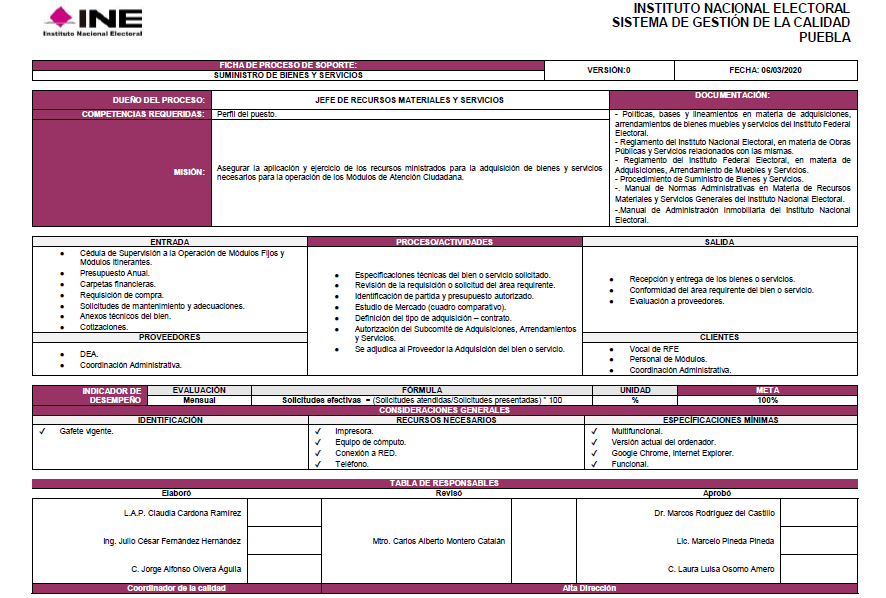 INE
Instituto Nacional Electoral
INSTITUTO NACIONAL ELECTORAL
SISTEMA DE GESTIÓN DE LA CALIDAD
PUEBLA
FICHA DE PROCESO DE SOPORTE:
SUMINISTRO DE BIENES Y SERVICIOS
VERSIÓN:0
FECHA: 06/03/2020
DUEÑO DEL PROCESO:
JEFE DE RECURSOS MATERIALES Y SERVICIOS
COMPETENCIAS REQUERIDAS:
Perfil del puesto.
MISIÓN:
Asegurar la aplicación y ejercicio de los recursos ministrados para la adquisición de bienes y servicios
necesarios para la operación de los Módulos de Atención Ciudadana.
DOCUMENTACIÓN:
- Políticas, bases y lineamientos en materia de adquisiciones,
arrendamientos de bienes muebles y servicios del Instituto Federal
Electoral.
- Reglamento del Instituto Nacional Electoral, en materia de Obras
Públicas y Servicios relacionados con las mismas.
- Reglamento del Instituto Federal Electoral, en materia de
Adquisiciones, Arrendamiento de Muebles y Servicios.
- Procedimiento de Suministro de Bienes y Servicios.
-. Manual de Normas Administrativas en Materia de Recursos
Materiales y Servicios Generales del Instituto Nacional Electoral.
-.Manual de Administración Inmobiliaria del Instituto Nacional
Electoral.
ENTRADA
• Cédula de Supervisión a la Operación de Módulos Fijos y
Módulos Itinerantes.
• Presupuesto Anual.
• Carpetas financieras.
• Requisición de compra.
• Solicitudes de mantenimiento y adecuaciones.
• Anexos técnicos del bien.
• Cotizaciones.
PROVEEDORES
• DEA.
• Coordinación Administrativa.
PROCESO/ACTIVIDADES
• Especificaciones técnicas del bien o servicio solicitado.
• Revisión de la requisición o solicitud del área requirente.
• Identificación de partida y presupuesto autorizado.
• Estudio de Mercado (cuadro comparativo).
• Definición del tipo de adquisición – contrato.
• Autorización del Subcomité de Adquisiciones, Arrendamientos
y Servicios.
• Se adjudica al Proveedor la Adquisición del bien o servicio.
SALIDA
• Recepción y entrega de los bienes o servicios.
• Conformidad del área requirente del bien o servicio.
• Evaluación a proveedores.
CLIENTES
• Vocal de RFE
• Personal de Módulos.
• Coordinación Administrativa.
INDICADOR DE
DESEMPEÑO
EVALUACIÓN
Mensual
FÓRMULA
Solicitudes efectivas = (Solicitudes atendidas/Solicitudes presentadas) * 100
UNIDAD
%
META
100%
CONSIDERACIONES GENERALES
IDENTIFICACIÓN
✓ Gafete vigente.
RECURSOS NECESARIOS
✓ Impresora.
✓ Equipo de cómputo.
✓ Conexión a RED.
✓ Teléfono.
ESPECÍFICACIONES MÍNIMAS
✓ Multifuncional.
✓ Versión actual del ordenador.
✓ Google Chrome, Internet Explorer.
✓ Funcional.
TABLA DE RESPONSABLES
Elaboró
Revisó
Aprobó
L.A.P. Claudia Cardona Ramírez
Ing. Julio César Fernández Hernández
C. Jorge Alfonso Olvera Águila
Mtro. Carlos Alberto Montero Catalán
Dr. Marcos Rodríguez del Castillo
Lic. Marcelo Pineda Pineda
C. Laura Luisa Osorno Amero
Coordinador de la calidad
Alta Dirección